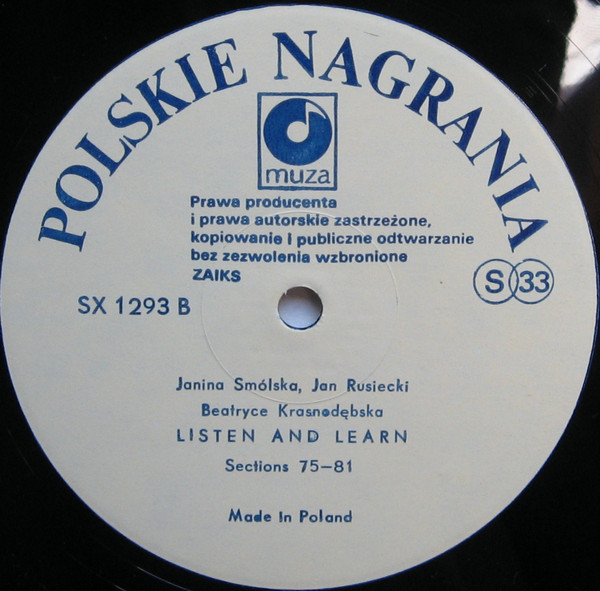 POLSKIE NAGRANIA
muza
Prawa producenta
i prawa autorskie zastrzeżone,
kopiowanie i publiczne odtwarzanie
bez zezwolenia wzbronione
ZAIKS
S 33
SX 1293 B
Janina Smólska, Jan Rusiecki
Beatryce Krasnodębska
LISTEN AND LEARN
Sections 75–81
Made in Poland